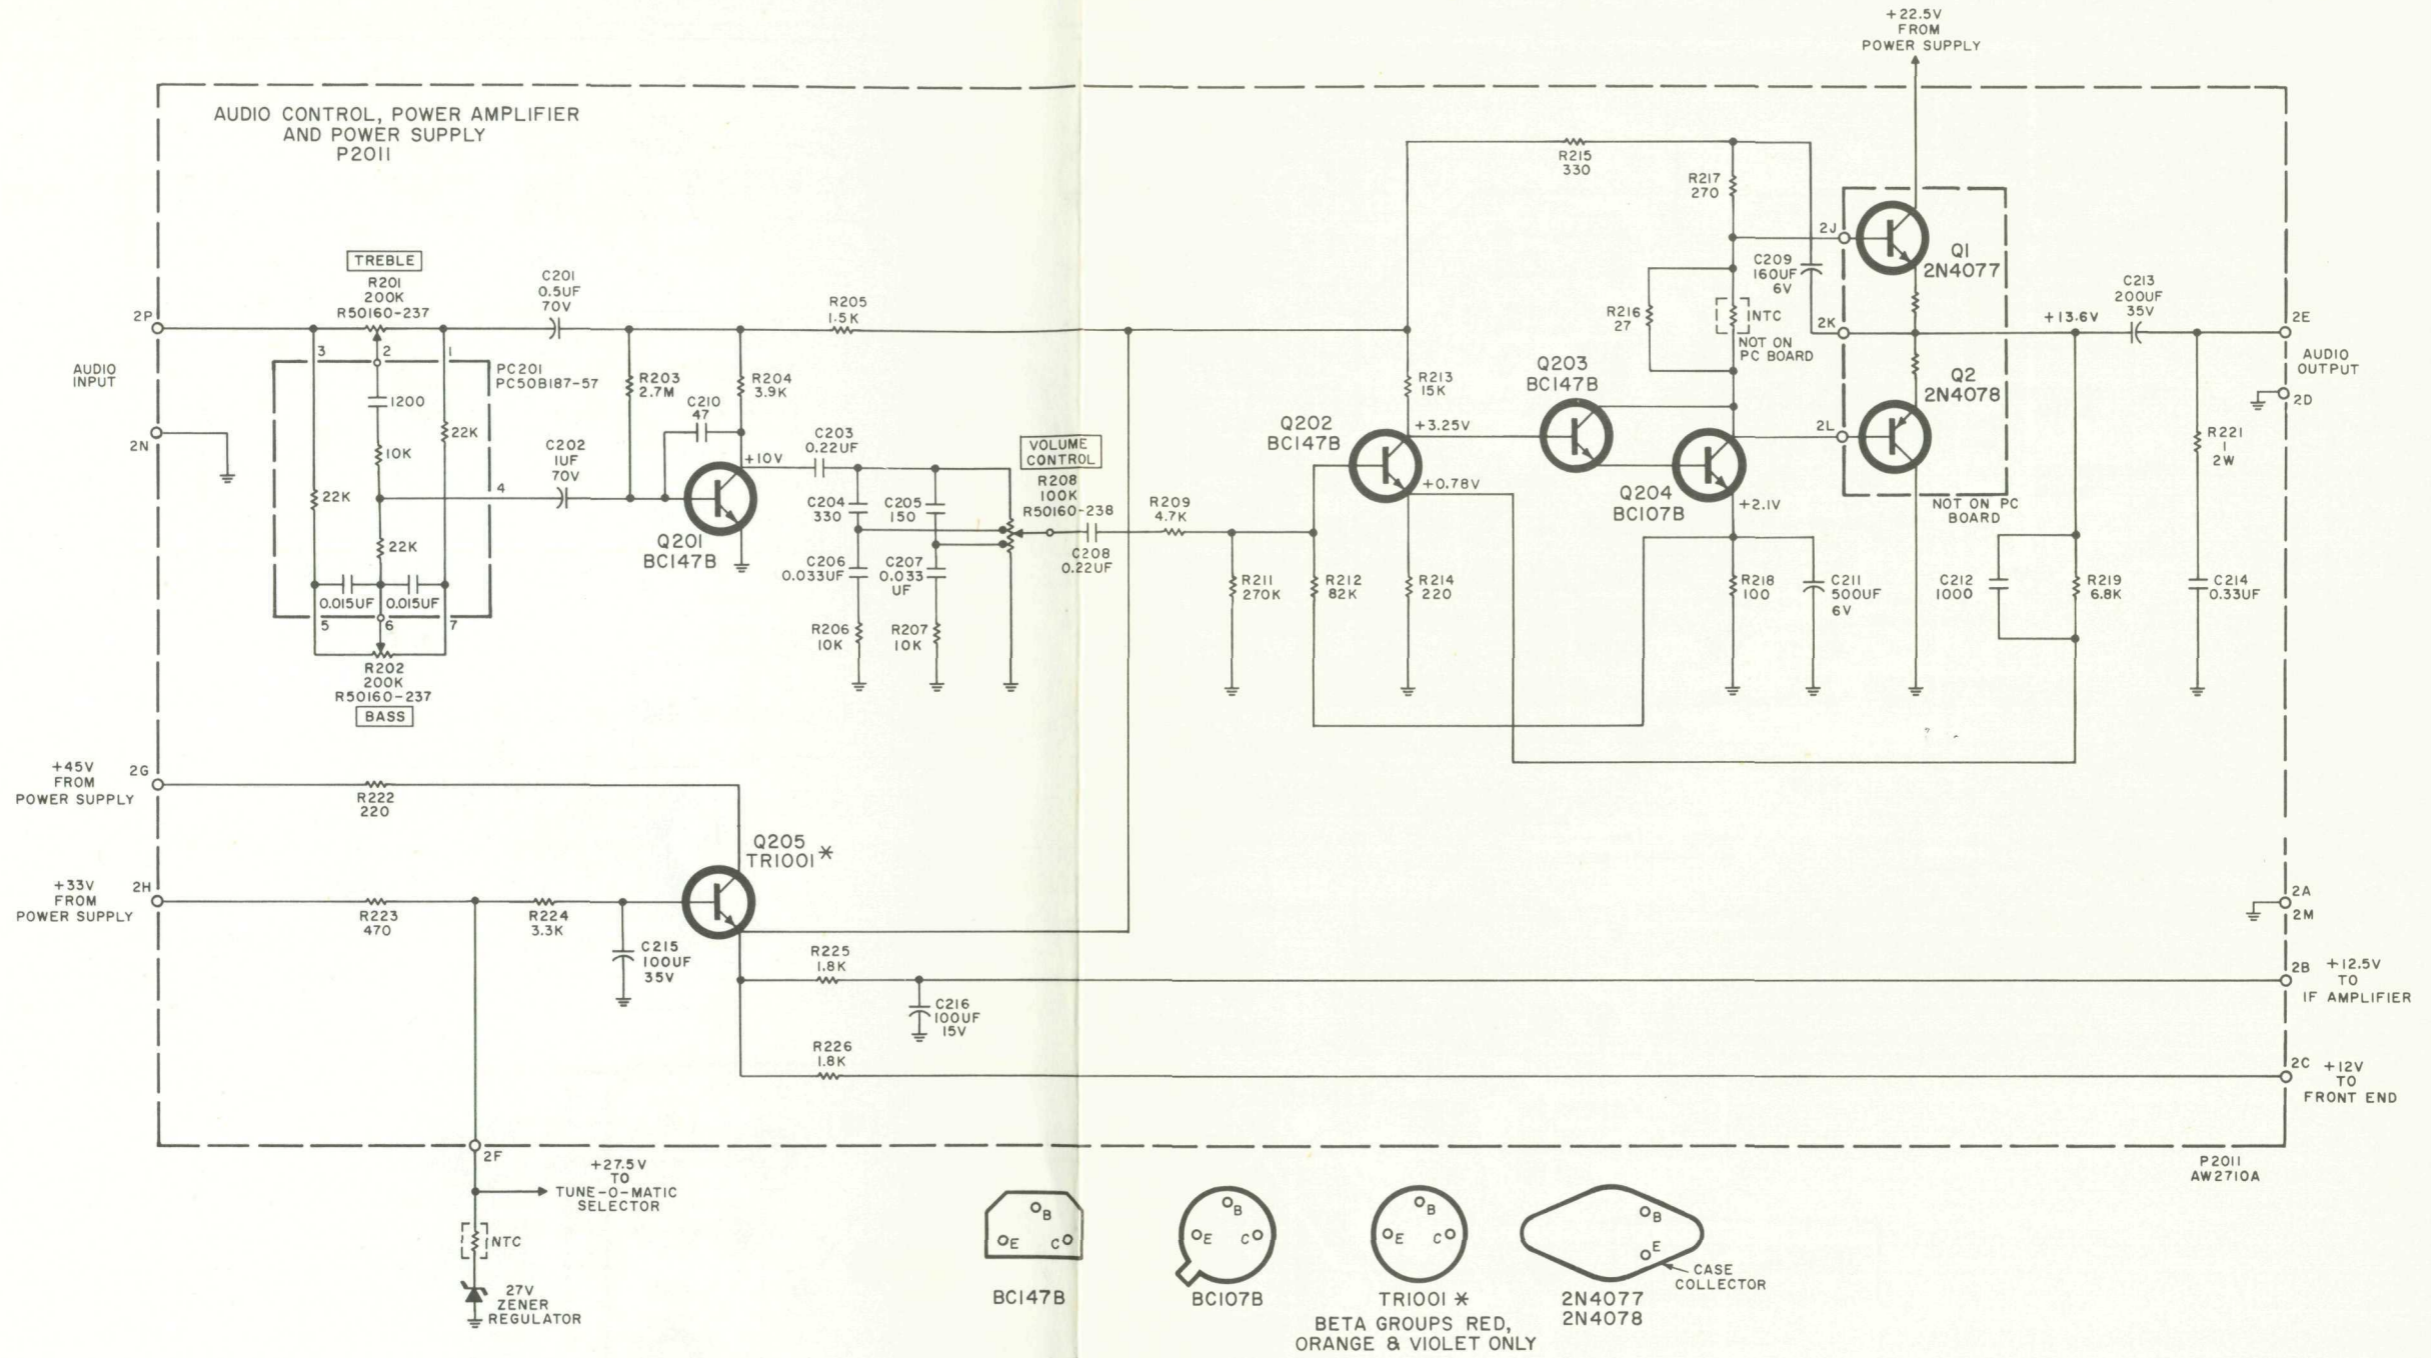 +22.5V
FROM
POWER SUPPLY
AUDIO CONTROL, POWER AMPLIFIER
AND POWER SUPPLY
P2011
TREBLE
R201
200K
R50160-237
C201
0.5UF
70V
R205
1.5K
2P
AUDIO
INPUT
2N
3
2
1
PC201
PC50B187-57
1200
10K
22K
22K
22K
4
0.015UF
0.015UF
5
6
7
R202
200K
R50160-237
BASS
C202
1UF
70V
R203
2.7M
R204
3.9K
C210
47
+10V
Q201
BC147B
C203
0.22UF
C204
330
C205
150
C206
0.033UF
C207
0.033
UF
R206
10K
R207
10K
VOLUME
CONTROL
R208
100K
R50160-238
C208
0.22UF
R209
4.7K
R211
270K
R212
82K
Q202
BC147B
R213
15K
+3.25V
+0.78V
R214
220
R215
330
R217
270
R216
27
NTC
NOT ON
PC BOARD
C209
160UF
6V
Q203
BC147B
Q204
BC107B
+2.1V
R218
100
C211
500UF
6V
2J
2K
2L
Q1
2N4077
Q2
2N4078
NOT ON PC
BOARD
+13.6V
C213
200UF
35V
2E
AUDIO
OUTPUT
2D
R221
1
2W
C212
1000
R219
6.8K
C214
0.33UF
+45V
FROM
POWER SUPPLY
2G
R222
220
+33V
FROM
POWER SUPPLY
2H
R223
470
R224
3.3K
Q205
TR1001*
C215
100UF
35V
R225
1.8K
C216
100UF
15V
R226
1.8K
2A
2M
2B
+12.5V
TO
IF AMPLIFIER
2C
+12V
TO
FRONT END
2F
+27.5V
TO
TUNE-O-MATIC
SELECTOR
NTC
27V
ZENER
REGULATOR
P2011
AW2710A
B
E
C
BC147B
B
E
C
BC107B
B
E
C
TR1001 *
BETA GROUPS RED,
ORANGE & VIOLET ONLY
B
E
CASE
COLLECTOR
2N4077
2N4078